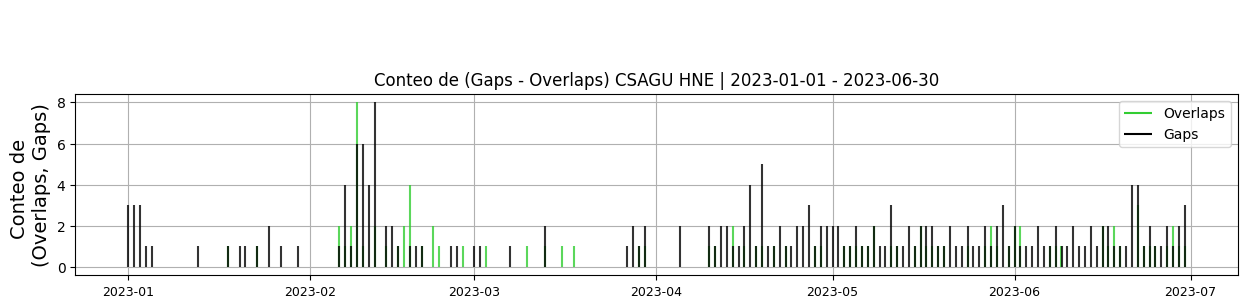 Conteo de (Gaps - Overlaps) CSAGU HNE | 2023-01-01 - 2023-06-30
Conteo de
(Overlaps, Gaps)
8
6
4
2
0
Overlaps
Gaps
2023-01
2023-02
2023-03
2023-04
2023-05
2023-06
2023-07